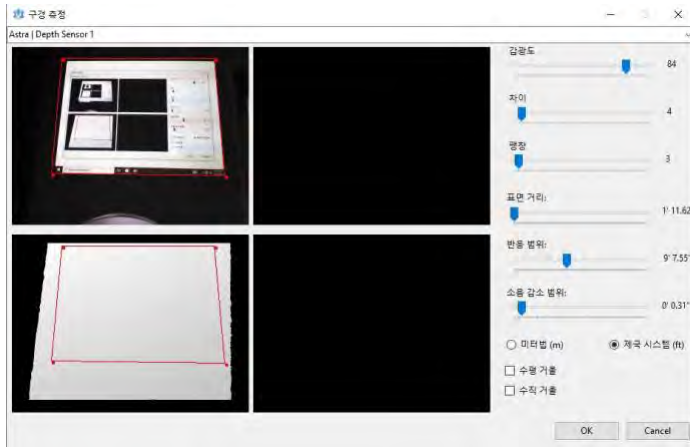 구경 측정
Astra | Depth Sensor 1
감광도
84
차이
4
팽창
3
표면 거리:
1' 11.62
반응 범위:
9' 7.55"
소음 감소 범위:
0' 0.31"
미터법 (m)
제국 시스템 (ft)
수평 거울
수직 거울
OK
Cancel